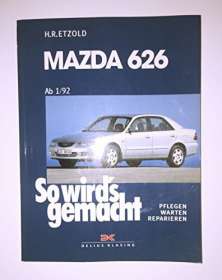 H.R.ETZOLD
MAZDA 626
Ab 1/92
So wird's
gemacht
PFLEGEN
WARTEN
REPARIEREN
DELIUS KLASING